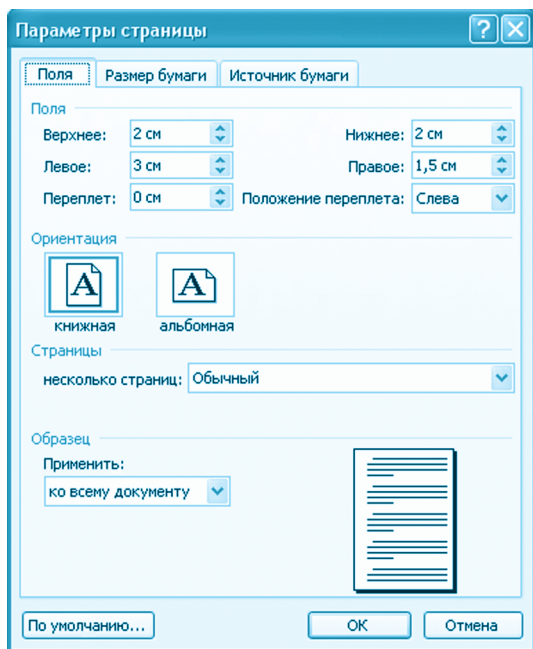 Параметры страницы
Поля Размер бумаги Источник бумаги
Поля
Верхнее: 2 см Нижнее: 2 см
Левое: 3 см Правое: 1,5 см
Переплет: 0 см Положение переплета: Слева
Ориентация
A A
книжная альбомная
Страницы
несколько страниц: Обычный
Образец
Применить:
ко всему документу
По умолчанию... ОК Отмена